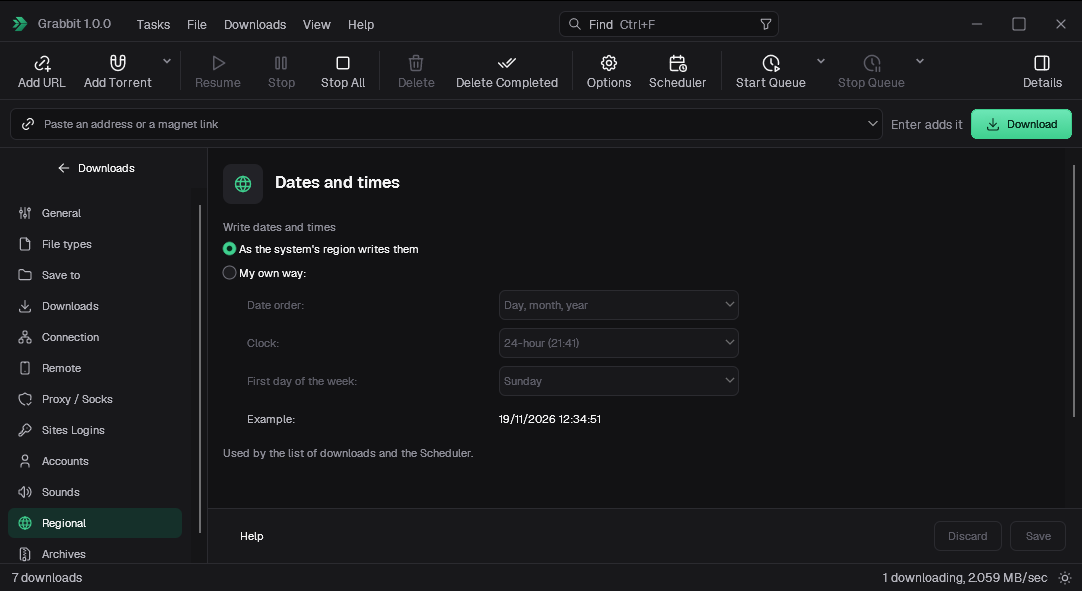 Grabbit 1.0.0
Tasks
File
Downloads
View
Help
Find Ctrl+F
Add URL
Add Torrent
Resume
Stop
Stop All
Delete
Delete Completed
Options
Scheduler
Start Queue
Stop Queue
Details
Paste an address or a magnet link
Enter adds it
Download
Downloads
General
File types
Save to
Downloads
Connection
Remote
Proxy / Socks
Sites Logins
Accounts
Sounds
Regional
Archives
Dates and times
Write dates and times
As the system's region writes them
My own way:
Date order:
Day, month, year
Clock:
24-hour (21:41)
First day of the week:
Sunday
Example:
19/11/2026 12:34:51
Used by the list of downloads and the Scheduler.
Help
Discard
Save
7 downloads
1 downloading, 2.059 MB/sec